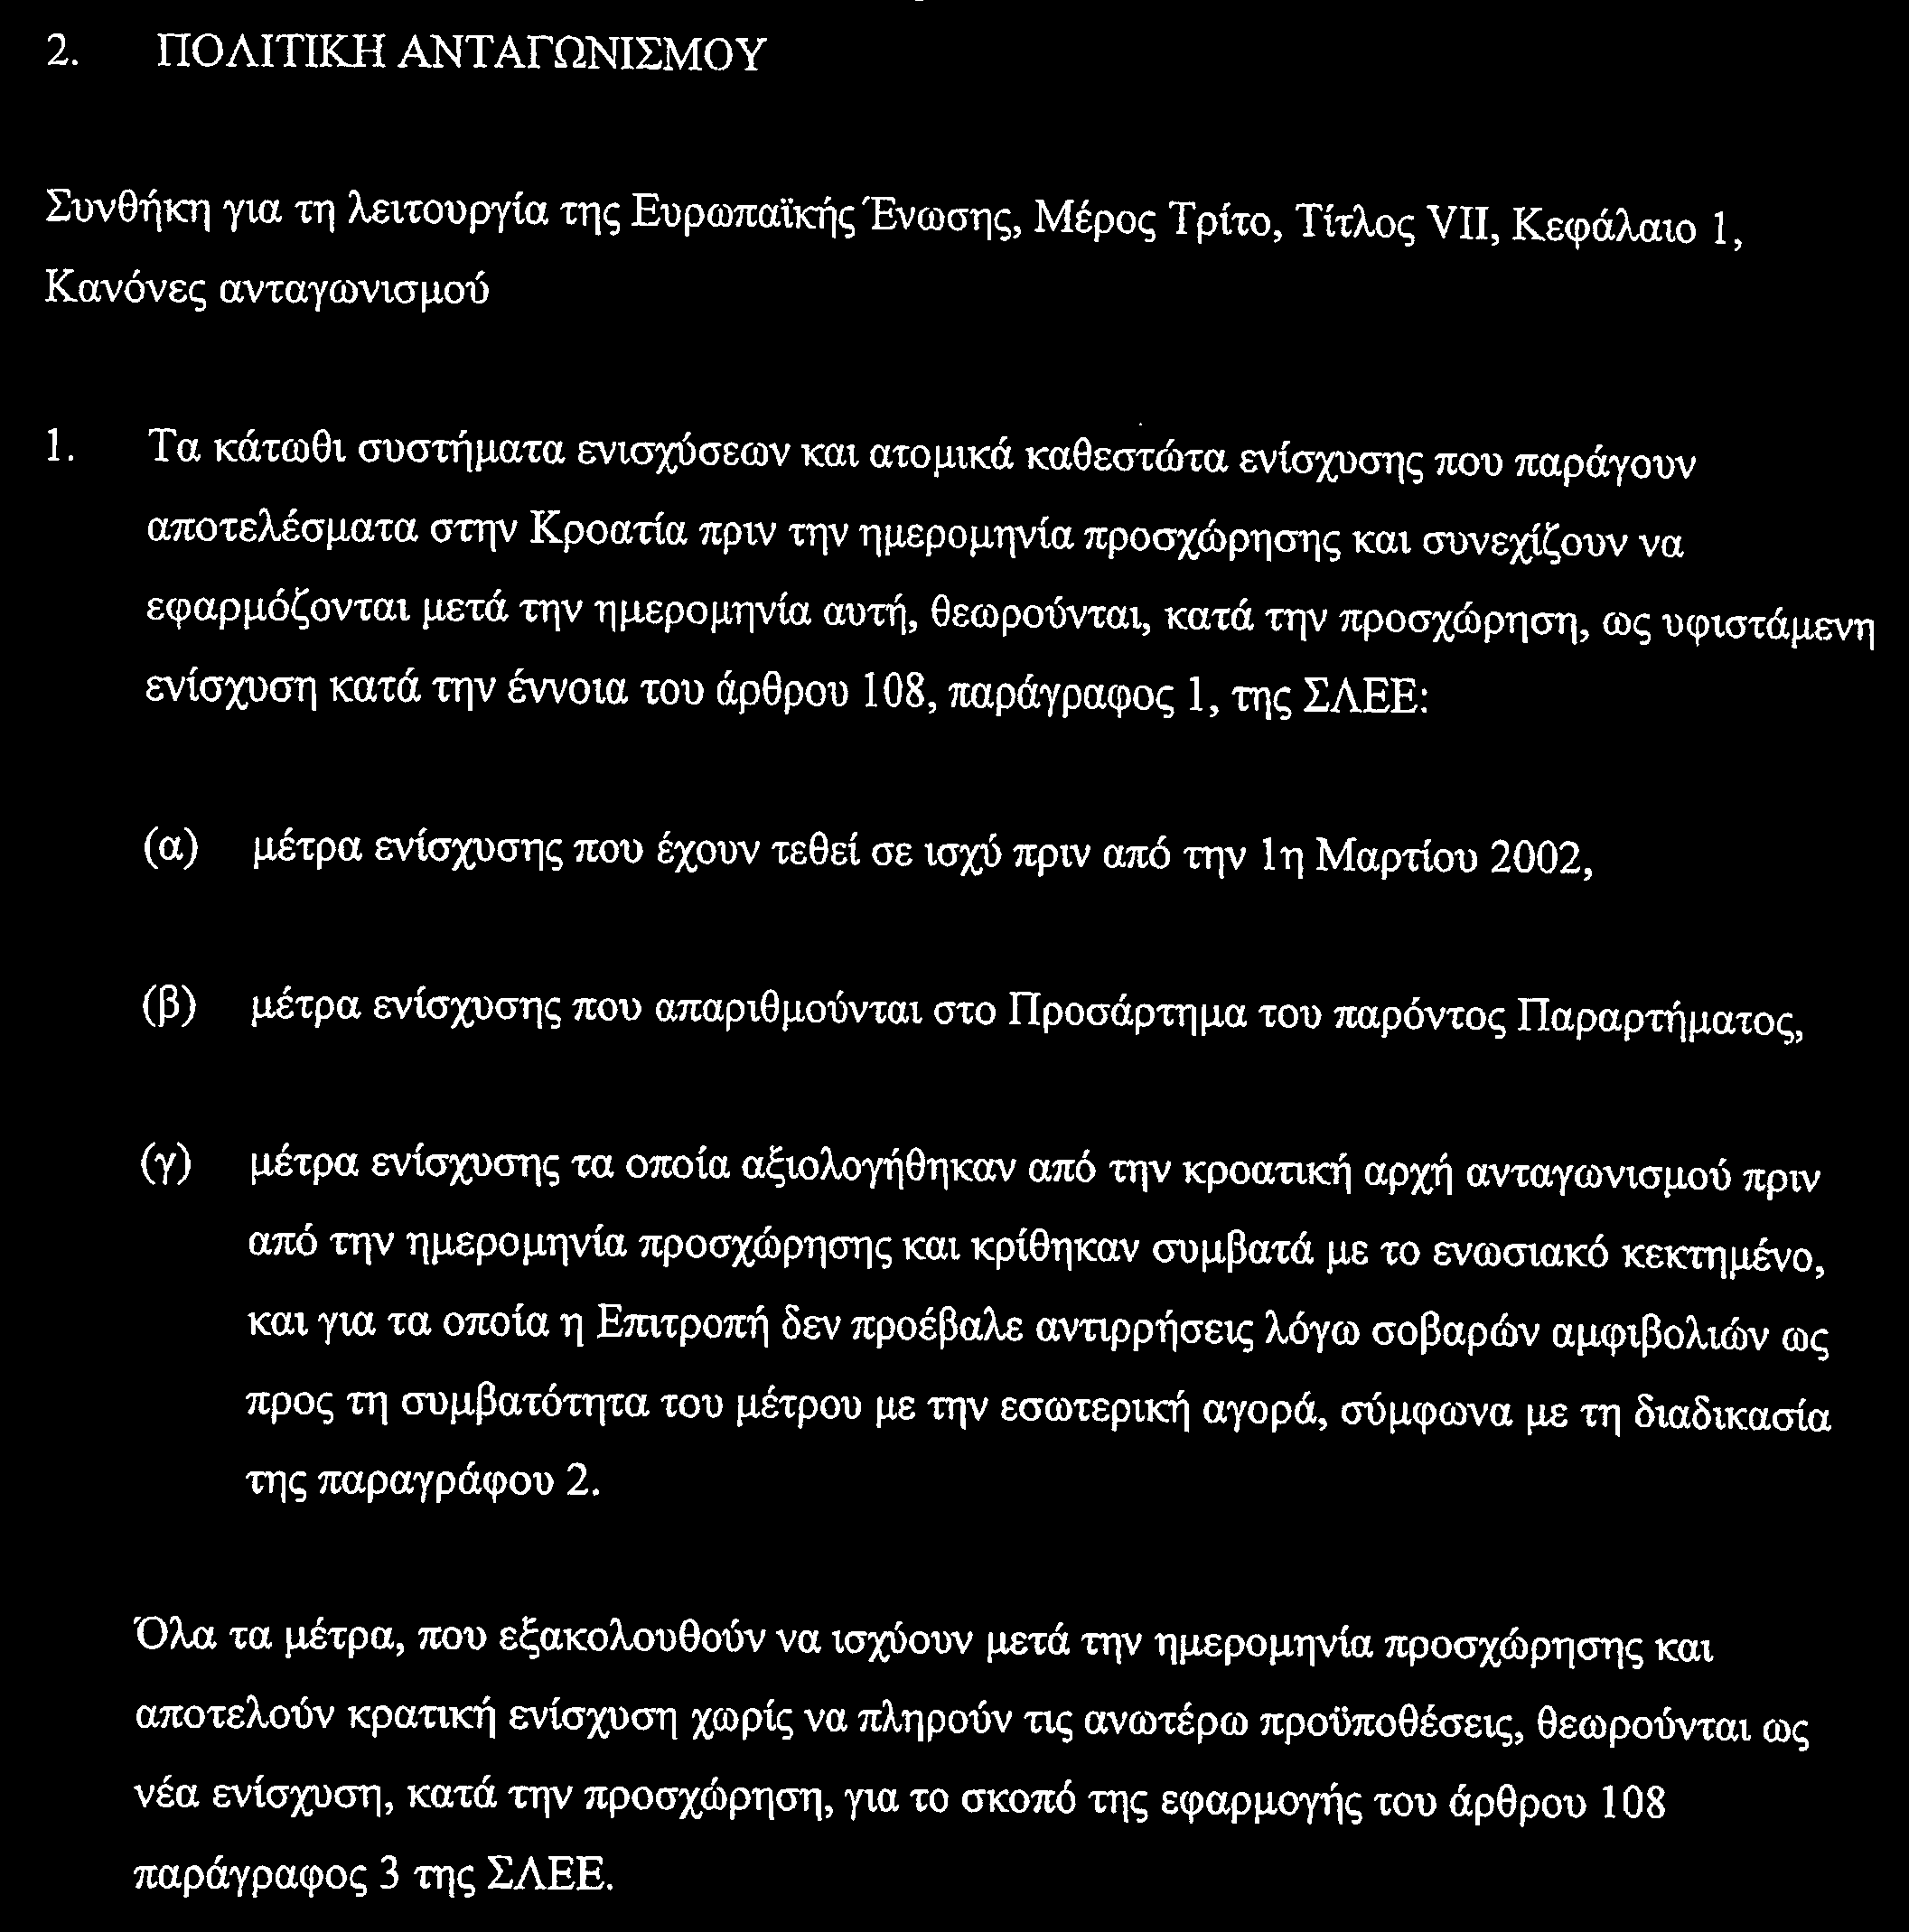 2. ΠΟΛΙΤΙΚΗ ΑΝΤΑΓΩΝΙΣΜΟΥ
Συνθήκη για τη λειτουργία της Ευρωπαϊκής Ένωσης, Μέρος Τρίτο, Τίτλος VII, Κεφάλαιο 1,
Κανόνες ανταγωνισμού
1. Τα κάτωθι συστήματα ενισχύσεων και ατομικά καθεστώτα ενίσχυσης που παράγουν
αποτελέσματα στην Κροατία πριν την ημερομηνία προσχώρησης και συνεχίζουν να
εφαρμόζονται μετά την ημερομηνία αυτή, θεωρούνται, κατά την προσχώρηση, ως υφιστάμενη
ενίσχυση κατά την έννοια του άρθρου 108, παράγραφος 1, της ΣΛΕΕ:
(α) μέτρα ενίσχυσης που έχουν τεθεί σε ισχύ πριν από την 1η Μαρτίου 2002,
(β) μέτρα ενίσχυσης που απαριθμούνται στο Προσάρτημα του παρόντος Παραρτήματος,
(γ) μέτρα ενίσχυσης τα οποία αξιολογήθηκαν από την κροατική αρχή ανταγωνισμού πριν
από την ημερομηνία προσχώρησης και κρίθηκαν συμβατά με το ενωσιακό κεκτημένο,
και για τα οποία η Επιτροπή δεν προέβαλε αντιρρήσεις λόγω σοβαρών αμφιβολιών ως
προς τη συμβατότητα του μέτρου με την εσωτερική αγορά, σύμφωνα με τη διαδικασία
της παραγράφου 2.
Όλα τα μέτρα, που εξακολουθούν να ισχύουν μετά την ημερομηνία προσχώρησης και
αποτελούν κρατική ενίσχυση χωρίς να πληρούν τις ανωτέρω προϋποθέσεις, θεωρούνται ως
νέα ενίσχυση, κατά την προσχώρηση, για το σκοπό της εφαρμογής του άρθρου 108
παράγραφος 3 της ΣΛΕΕ.